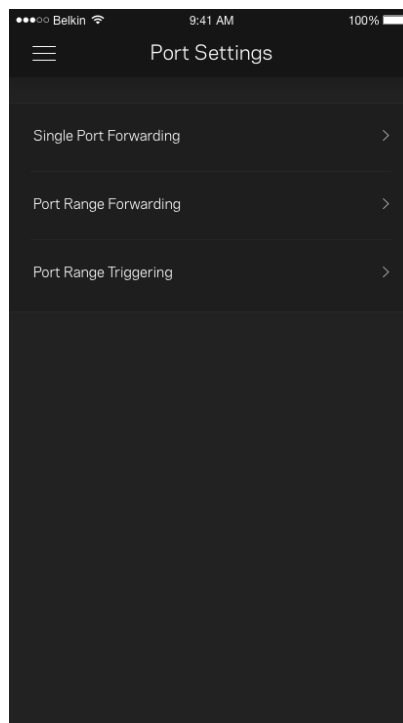 Belkin 9:41 AM 100%
Port Settings
Single Port Forwarding
Port Range Forwarding
Port Range Triggering